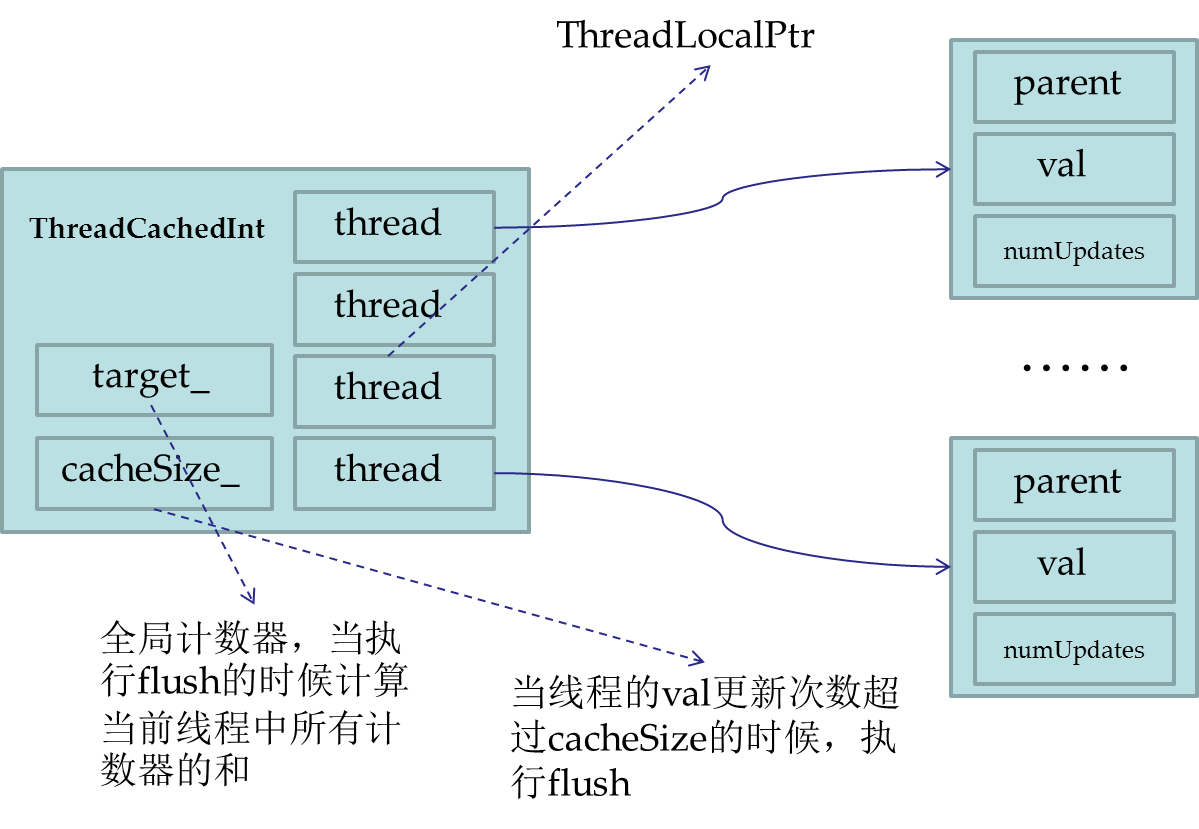 ThreadLocalPtr
ThreadCachedInt
target_
cacheSize_
thread
thread
thread
thread
parent
val
numUpdates
……
parent
val
numUpdates
全局计数器，当执
行flush的时候计算
当前线程中所有计
数器的和
当线程的val更新次数超
过cacheSize的时候，执
行flush